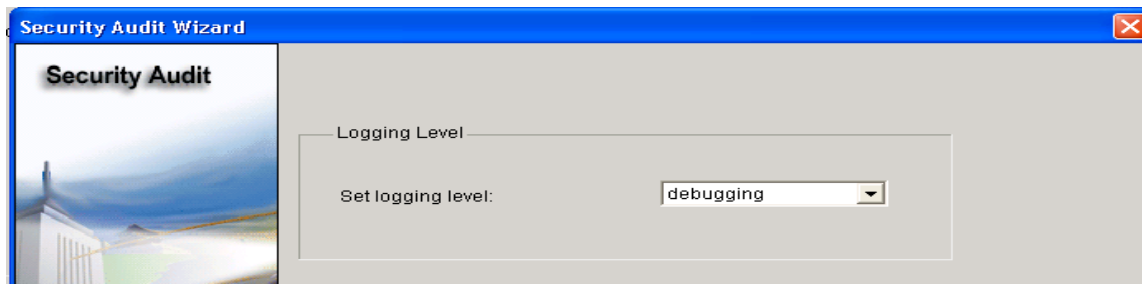 Security Audit Wizard
Security Audit
Logging Level
Set logging level:
debugging